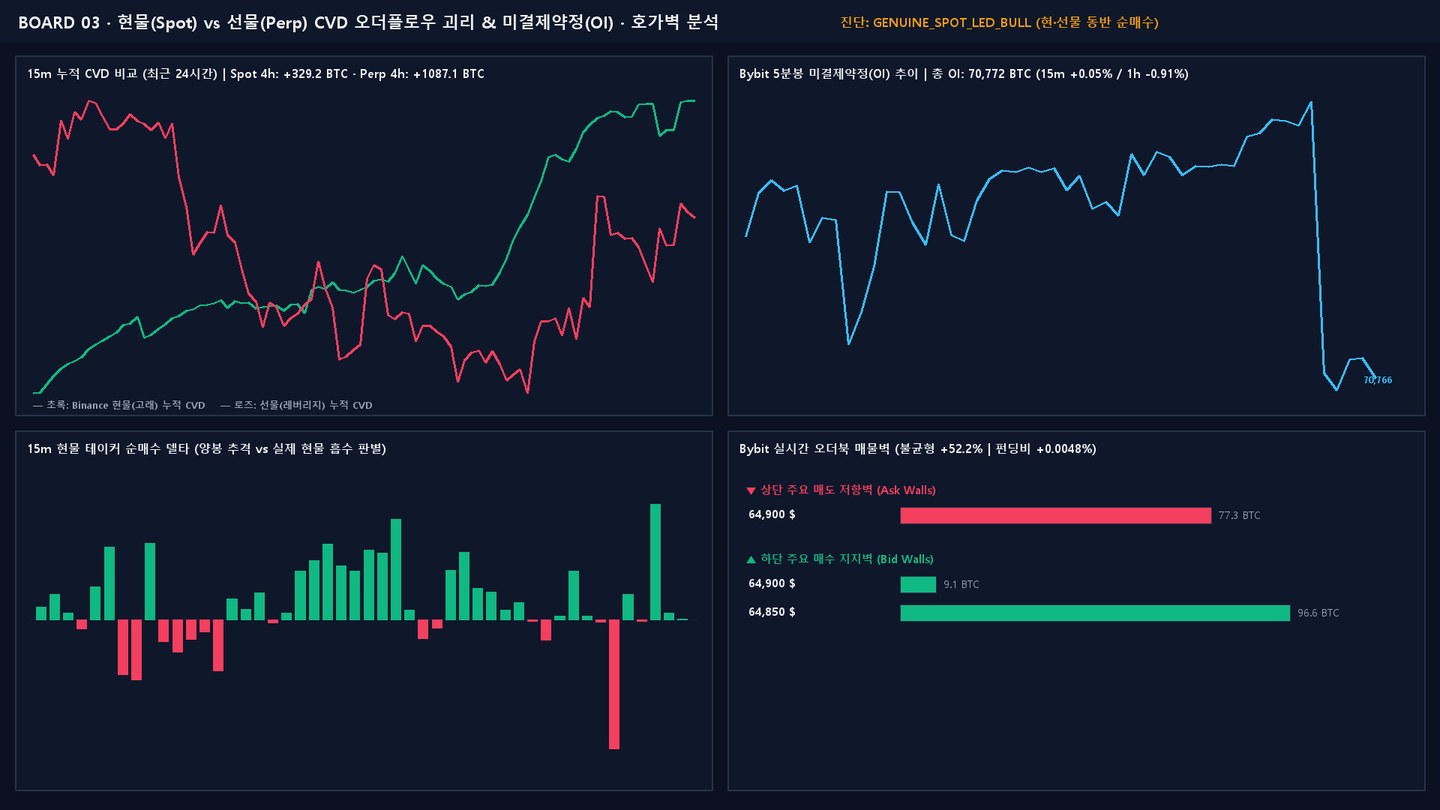 BOARD 03 · 현물(Spot) vs 선물(Perp) CVD 오더플로우 괴리 & 미결제약정(OI) · 호가벽 분석
진단: GENUINE_SPOT_LED_BULL (현·선물 동반 순매수)
15m 누적 CVD 비교 (최근 24시간) | Spot 4h: +329.2 BTC · Perp 4h: +1087.1 BTC
— 초록: Binance 현물(고래) 누적 CVD — 로즈: 선물(레버리지) 누적 CVD
Bybit 5분봉 미결제약정(OI) 추이 | 총 OI: 70,772 BTC (15m +0.05% / 1h -0.91%)
70,766
15m 현물 테이커 순매수 델타 (양봉 추격 vs 실제 현물 흡수 판별)
Bybit 실시간 오더북 매물벽 (불균형 +52.2% | 펀딩비 +0.0048%)
▼ 상단 주요 매도 저항벽 (Ask Walls)
64,900 $ 77.3 BTC
▲ 하단 주요 매수 지지벽 (Bid Walls)
64,900 $ 9.1 BTC
64,850 $ 96.6 BTC